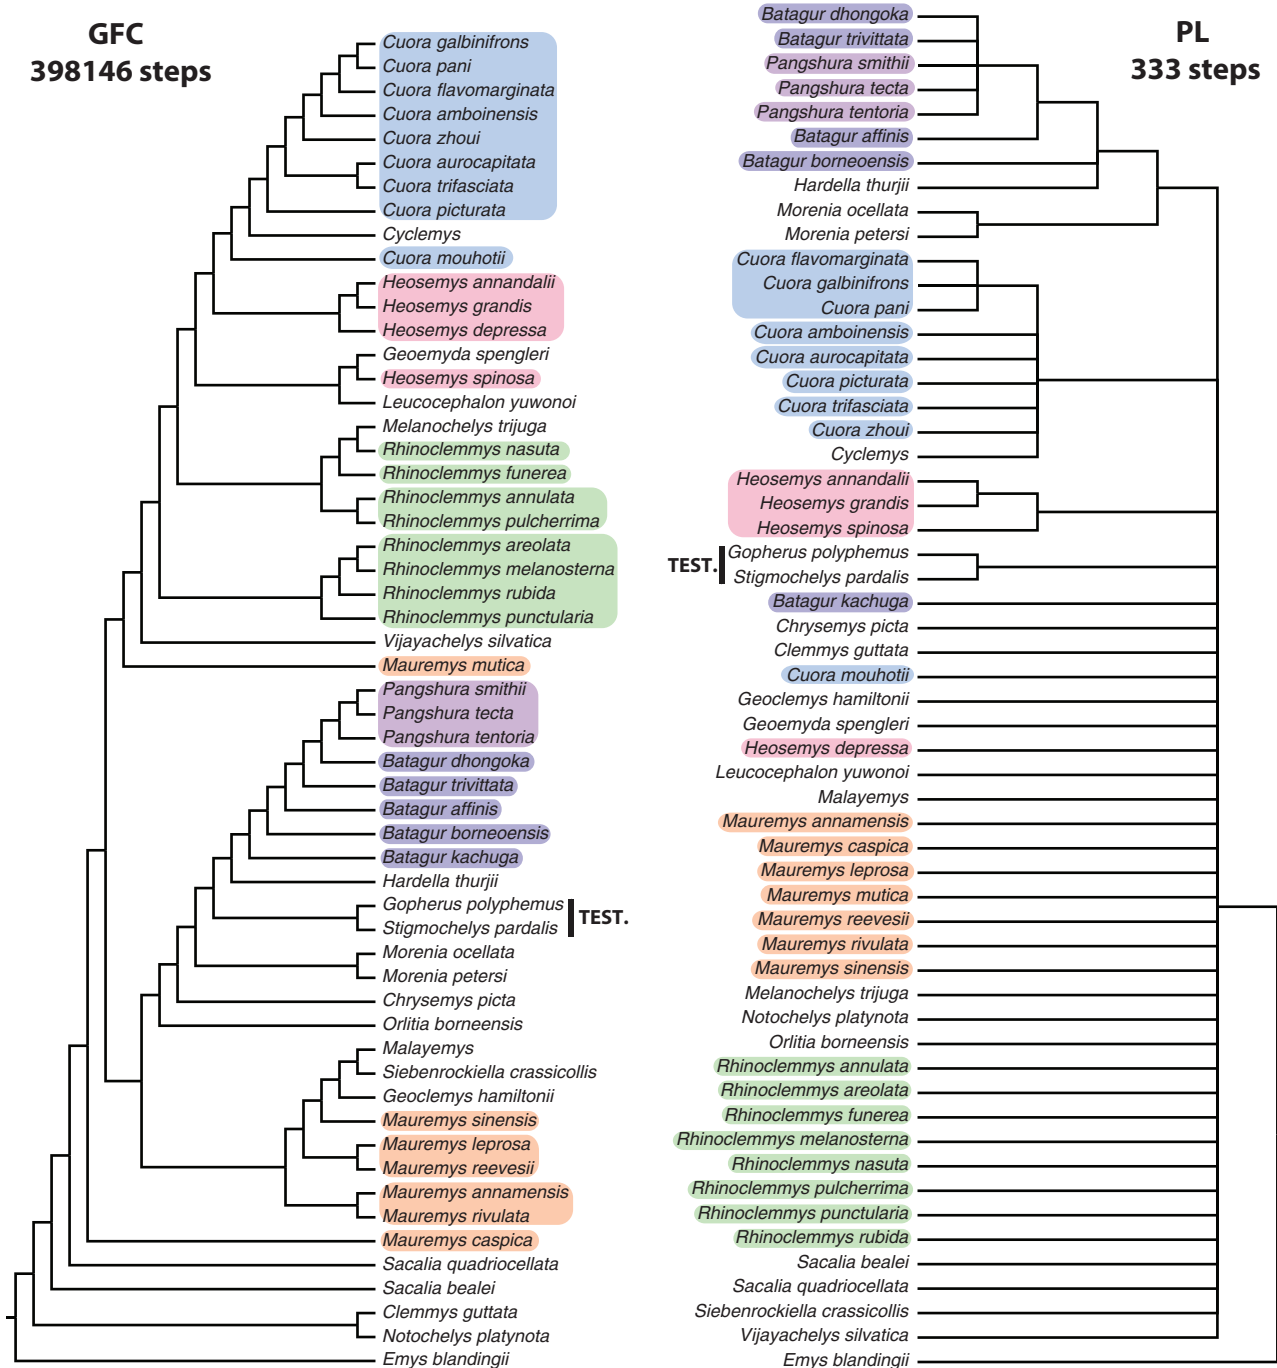 GFC
398146 steps
Cuora galbinifrons
Cuora pani
Cuora flavomarginata
Cuora amboinensis
Cuora zhoui
Cuora aurocapitata
Cuora trifasciata
Cuora picturata
Cyclemys
Cuora mouhotii
Heosemys annandalii
Heosemys grandis
Heosemys depressa
Geoemyda spengleri
Heosemys spinosa
Leucocephalon yuwonoi
Melanochelys trijuga
Rhinoclemmys nasuta
Rhinoclemmys funerea
Rhinoclemmys annulata
Rhinoclemmys pulcherrima
Rhinoclemmys areolata
Rhinoclemmys melanosterna
Rhinoclemmys rubida
Rhinoclemmys punctularia
Vijayachelys silvatica
Mauremys mutica
Pangshura smithii
Pangshura tecta
Pangshura tentoria
Batagur dhongoka
Batagur trivittata
Batagur affinis
Batagur borneoensis
Batagur kachuga
Hardella thurjii
Gopherus polyphemus
Stigmochelys pardalis
TEST.
Morenia ocellata
Morenia petersi
Chrysemys picta
Orlitia borneensis
Malayemys
Siebenrockiella crassicollis
Geoclemys hamiltonii
Mauremys sinensis
Mauremys leprosa
Mauremys reevesii
Mauremys annamensis
Mauremys rivulata
Mauremys caspica
Sacalia quadriocellata
Sacalia bealei
Clemmys guttata
Notochelys platynota
Emys blandingii
PL
333 steps
Batagur dhongoka
Batagur trivittata
Pangshura smithii
Pangshura tecta
Pangshura tentoria
Batagur affinis
Batagur borneoensis
Hardella thurjii
Morenia ocellata
Morenia petersi
Cuora flavomarginata
Cuora galbinifrons
Cuora pani
Cuora amboinensis
Cuora aurocapitata
Cuora picturata
Cuora trifasciata
Cuora zhoui
Cyclemys
Heosemys annandalii
Heosemys grandis
Heosemys spinosa
TEST.
Gopherus polyphemus
Stigmochelys pardalis
Batagur kachuga
Chrysemys picta
Clemmys guttata
Cuora mouhotii
Geoclemys hamiltonii
Geoemyda spengleri
Heosemys depressa
Leucocephalon yuwonoi
Malayemys
Mauremys annamensis
Mauremys caspica
Mauremys leprosa
Mauremys mutica
Mauremys reevesii
Mauremys rivulata
Mauremys sinensis
Melanochelys trijuga
Notochelys platynota
Orlitia borneensis
Rhinoclemmys annulata
Rhinoclemmys areolata
Rhinoclemmys funerea
Rhinoclemmys melanosterna
Rhinoclemmys nasuta
Rhinoclemmys pulcherrima
Rhinoclemmys punctularia
Rhinoclemmys rubida
Sacalia bealei
Sacalia quadriocellata
Siebenrockiella crassicollis
Vijayachelys silvatica
Emys blandingii